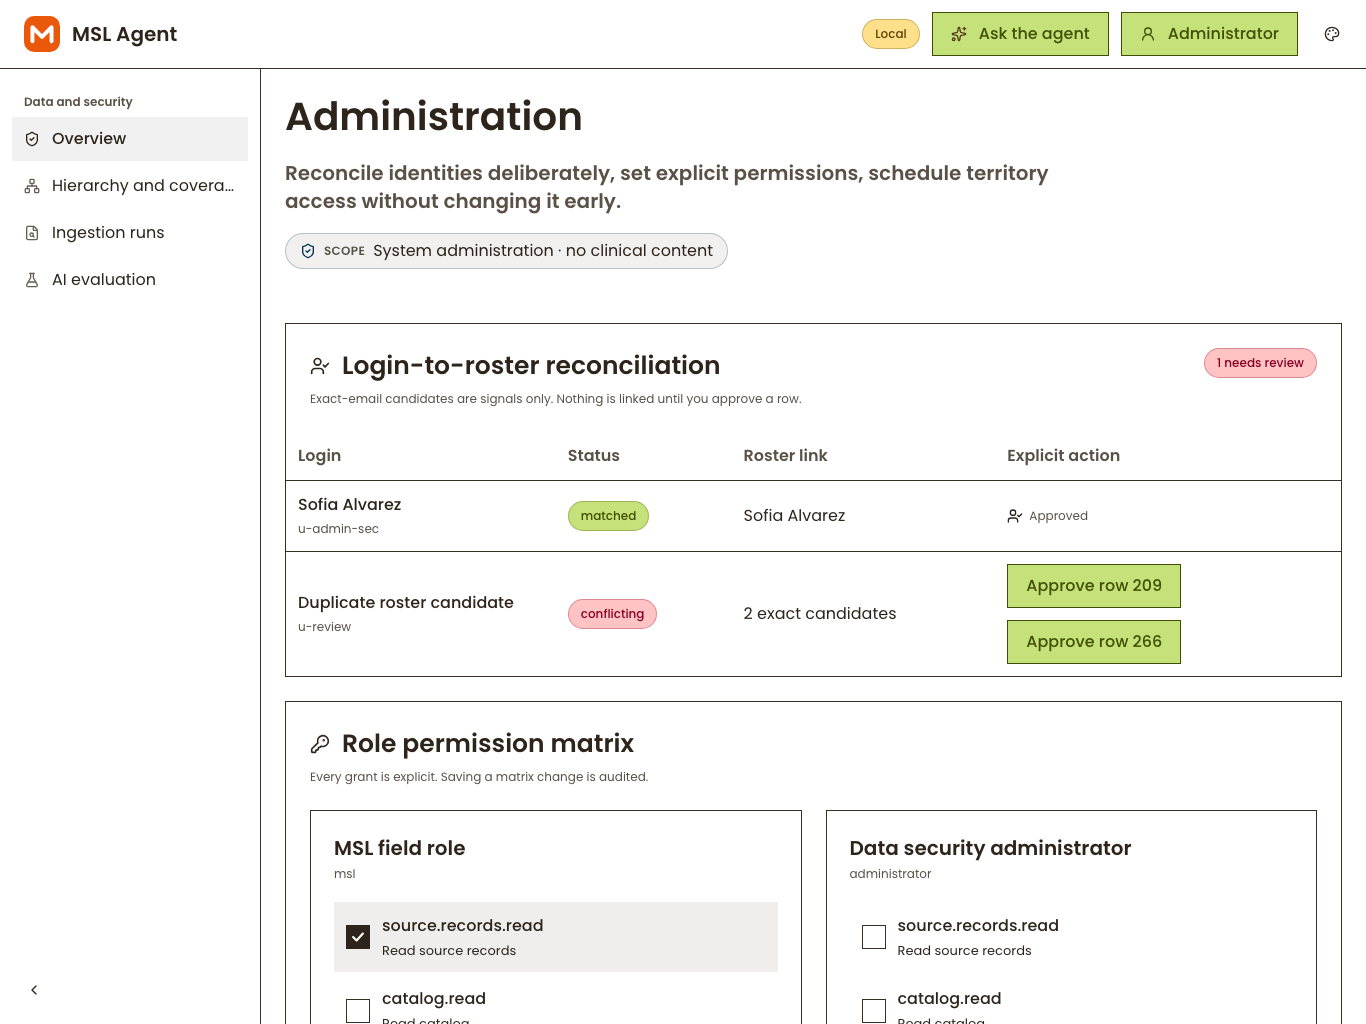 MSL Agent
Local
Ask the agent
Administrator
Data and security
Overview
Hierarchy and covera...
Ingestion runs
AI evaluation
Administration
Reconcile identities deliberately, set explicit permissions, schedule territory
access without changing it early.
SCOPE System administration · no clinical content
Login-to-roster reconciliation
1 needs review
Exact-email candidates are signals only. Nothing is linked until you approve a row.
Login Status Roster link Explicit action
Sofia Alvarez
u-admin-sec
matched
Sofia Alvarez
Approved
Duplicate roster candidate
u-review
conflicting
2 exact candidates
Approve row 209
Approve row 266
Role permission matrix
Every grant is explicit. Saving a matrix change is audited.
MSL field role
msl
source.records.read
Read source records
catalog.read
Read catalog
Data security administrator
administrator
source.records.read
Read source records
catalog.read
Read catalog